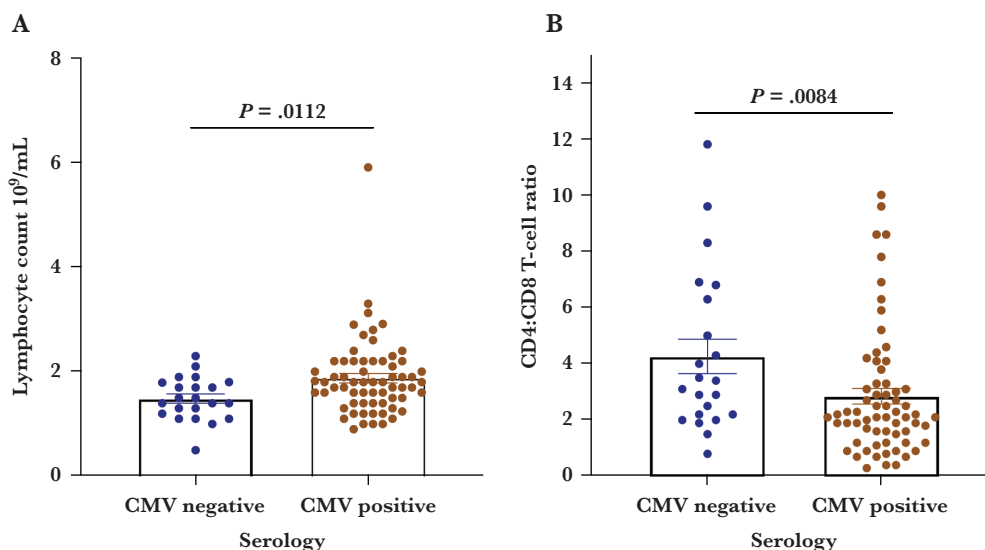 A
Lymphocyte count 10⁹/mL
8
6
4
2
0
P = .0112
CMV negative
CMV positive
Serology
B
CD4:CD8 T-cell ratio
14
12
10
8
6
4
2
0
P = .0084
CMV negative
CMV positive
Serology